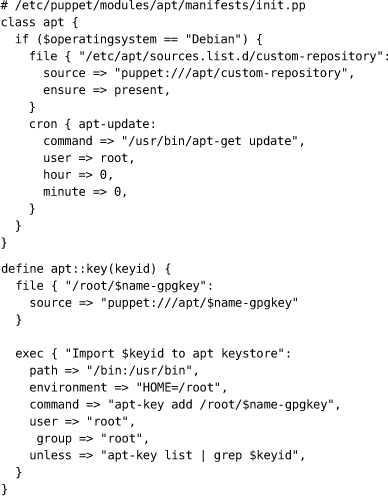 # /etc/puppet/modules/apt/manifests/init.pp
class apt {
  if ($operatingsystem == "Debian") {
    file { "/etc/apt/sources.list.d/custom-repository":
      source => "puppet:///apt/custom-repository",
      ensure => present,
    }
    cron { apt-update:
      command => "/usr/bin/apt-get update",
      user => root,
      hour => 0,
      minute => 0,
    }
  }
}
define apt::key(keyid) {
  file { "/root/$name-gpgkey":
    source => "puppet:///apt/$name-gpgkey"
  }

  exec { "Import $keyid to apt keystore":
    path => "/bin:/usr/bin",
    environment => "HOME=/root",
    command => "apt-key add /root/$name-gpgkey",
    user => "root",
     group => "root",
    unless => "apt-key list | grep $keyid",
  }
}